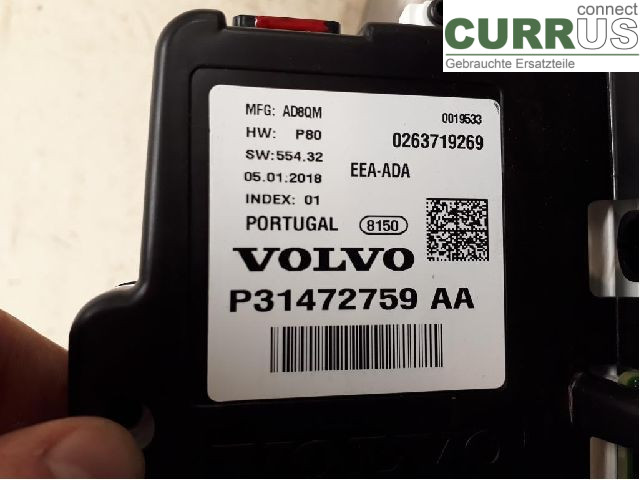 connect
CURRUS
Gebrauchte Ersatzteile
MFG: AD8QM
0019533
HW: P80
0263719269
SW:554.32
EEA-ADA
05.01.2018
INDEX: 01
PORTUGAL
8150
VOLVO
P31472759 AA
VOLVO